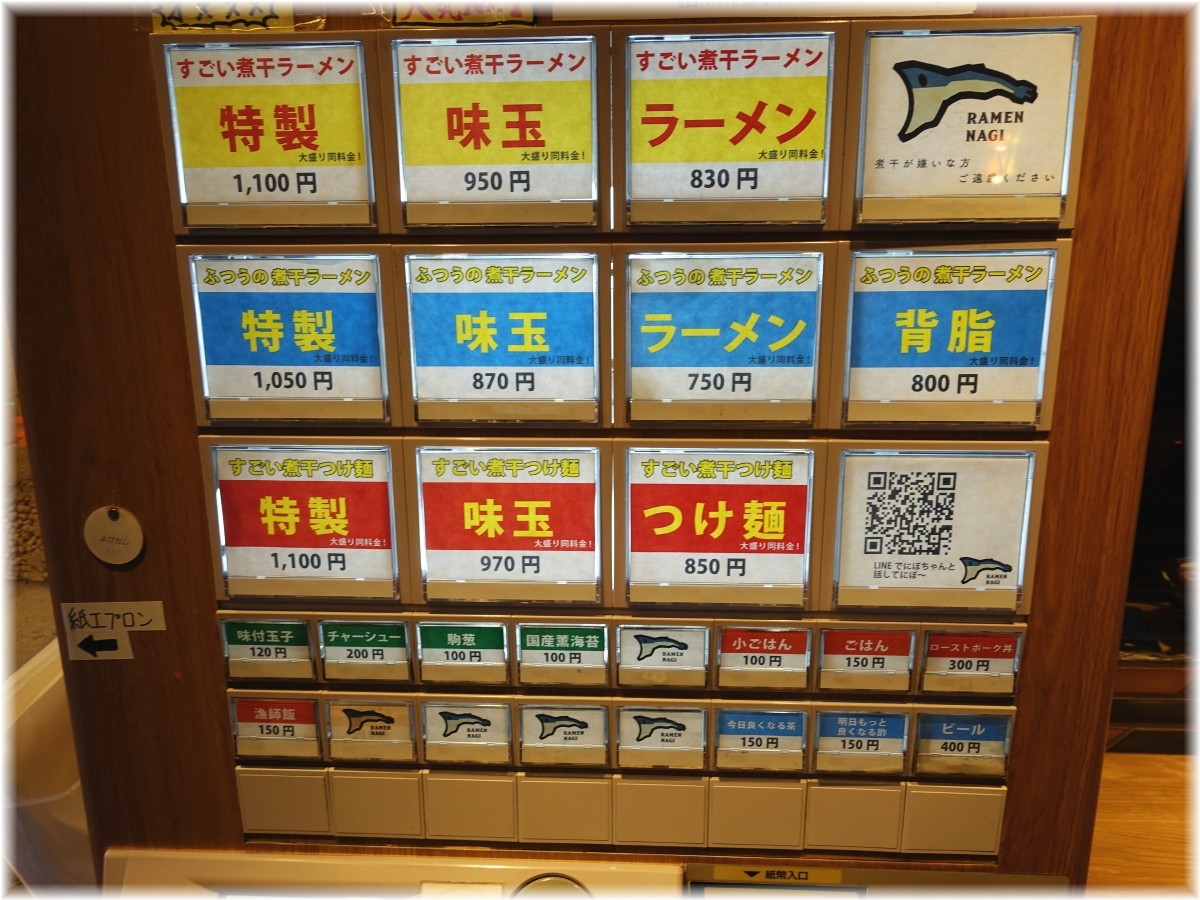 すごい煮干ラーメン
特製
大盛り同料金!
1,100円
すごい煮干ラーメン
味玉
大盛り同料金!
950円
すごい煮干ラーメン
ラーメン
大盛り同料金!
830円
RAMEN
NAGI
煮干が嫌いな方
ご遠慮ください
ふつうの煮干ラーメン
特製
大盛り同料金!
1,050円
ふつうの煮干ラーメン
味玉
大盛り同料金!
870円
ふつうの煮干ラーメン
ラーメン
大盛り同料金!
750円
ふつうの煮干ラーメン
背脂
大盛り同料金!
800円
すごい煮干つけ麺
特製
大盛り同料金!
1,100円
すごい煮干つけ麺
味玉
大盛り同料金!
970円
すごい煮干つけ麺
つけ麺
大盛り同料金!
850円
LINEでにぼちゃんと
話してにぼ〜
RAMEN
NAGI
よびだし
紙エプロン
味付玉子
120円
チャーシュー
200円
駒葱
100円
国産薫海苔
100円
RAMEN
NAGI
小ごはん
100円
ごはん
150円
ローストポーク丼
300円
漁師飯
150円
RAMEN
NAGI
RAMEN
NAGI
RAMEN
NAGI
RAMEN
NAGI
今日良くなる茶
150円
明日もっと
良くなる酢
150円
ビール
400円
紙幣入口